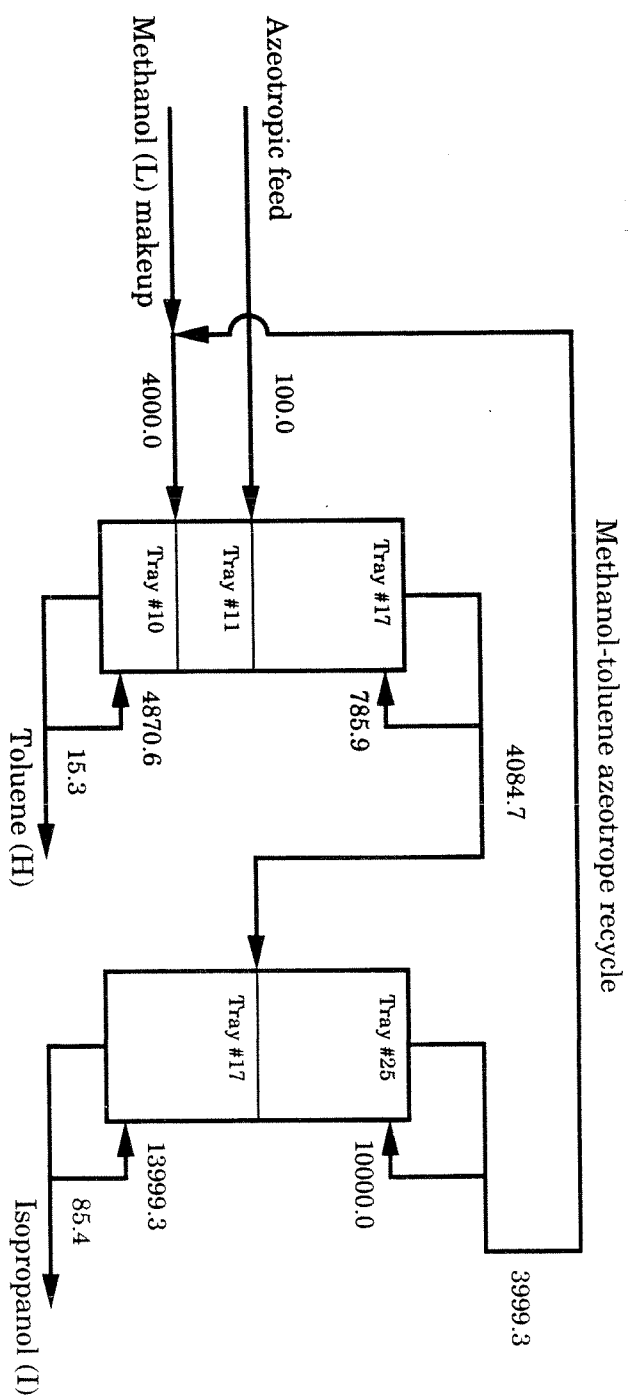 Methanol-toluene azeotrope recycle
Azeotropic feed
Methanol (L) makeup
100.0
4000.0
Tray #17
Tray #11
Tray #10
785.9
4870.6
15.3
Toluene (H)
4084.7
Tray #25
Tray #17
10000.0
13999.3
85.4
Isopropanol (I)
3999.3